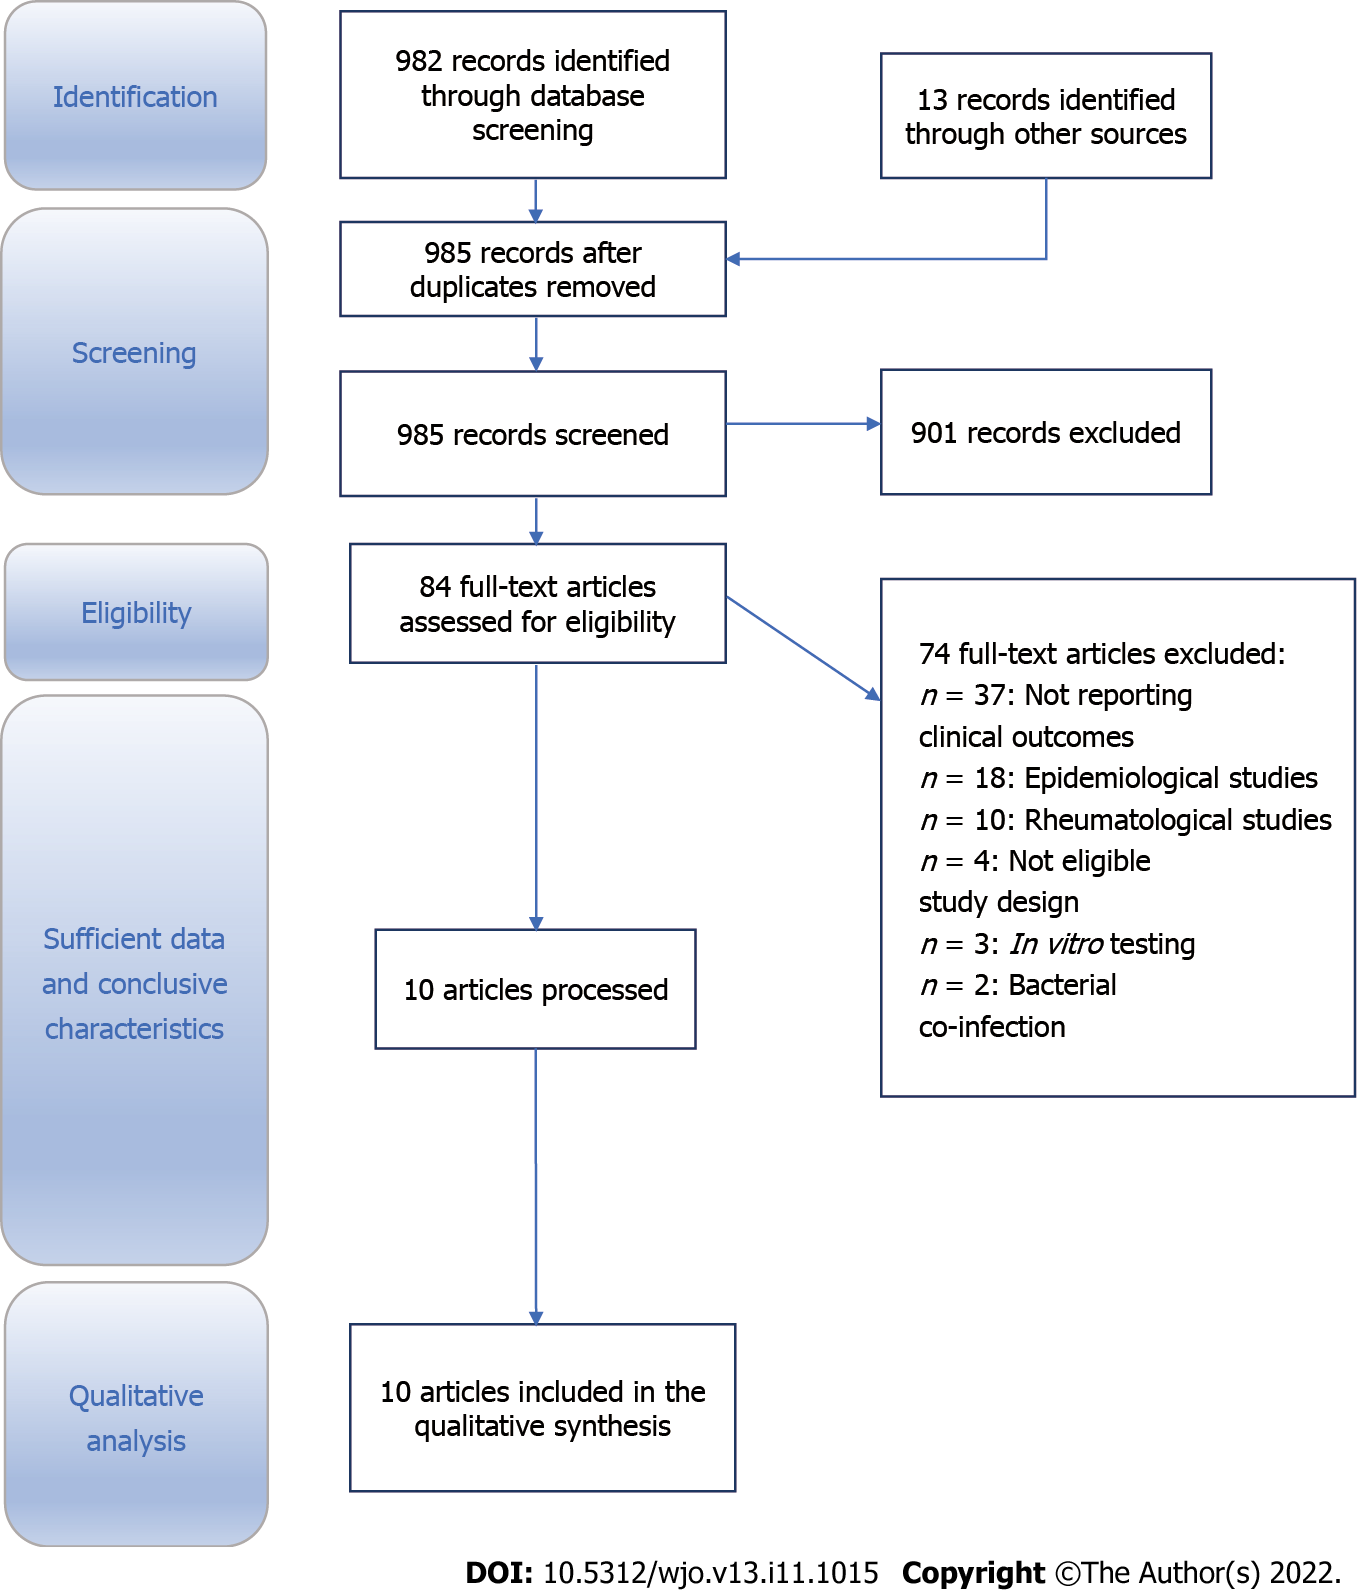 Identification
982 records identified
through database
screening
13 records identified
through other sources
Screening
985 records after
duplicates removed
985 records screened
901 records excluded
Eligibility
84 full-text articles
assessed for eligibility
74 full-text articles excluded:
n = 37: Not reporting
clinical outcomes
n = 18: Epidemiological studies
n = 10: Rheumatological studies
n = 4: Not eligible
study design
n = 3: In vitro testing
n = 2: Bacterial
co-infection
Sufficient data
and conclusive
characteristics
10 articles processed
Qualitative
analysis
10 articles included in the
qualitative synthesis
DOI: 10.5312/wjo.v13.i11.1015 Copyright ©The Author(s) 2022.